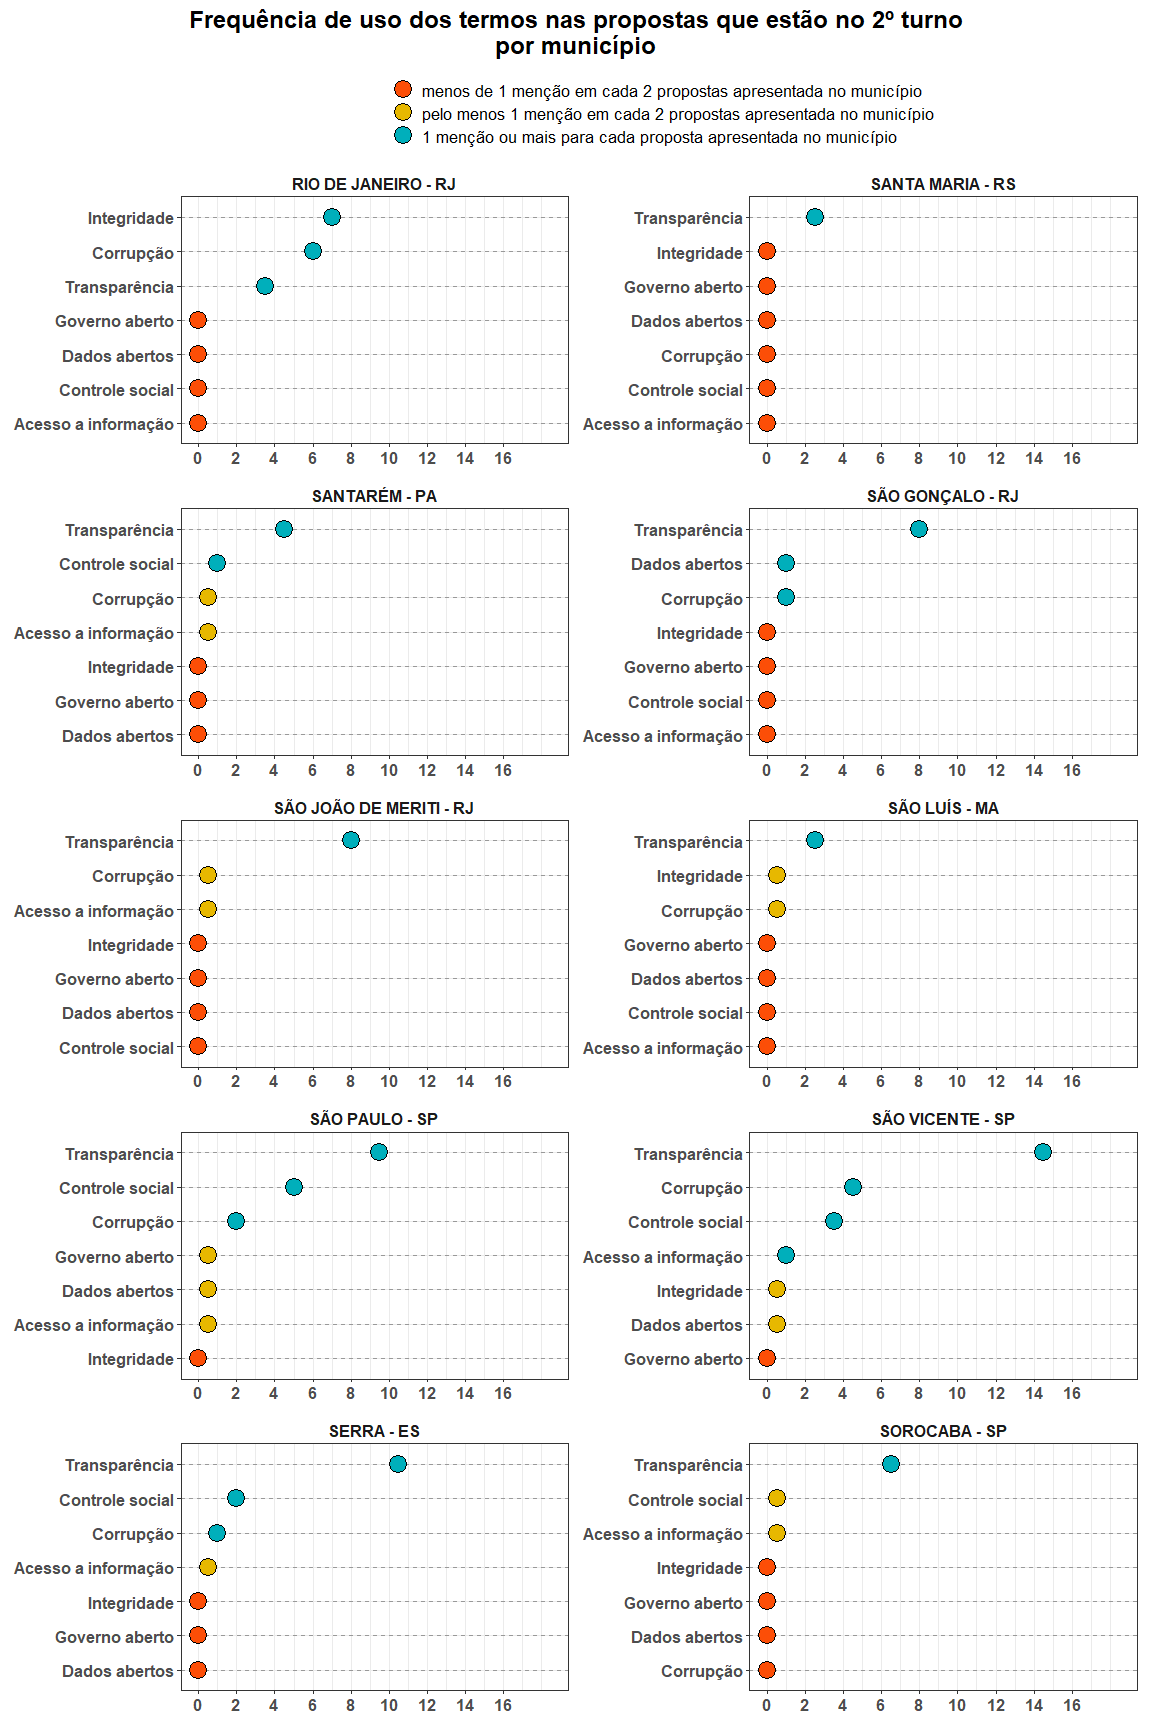 Frequência de uso dos termos nas propostas que estão no 2º turno
por município
menos de 1 menção em cada 2 propostas apresentada no município
pelo menos 1 menção em cada 2 propostas apresentada no município
1 menção ou mais para cada proposta apresentada no município
RIO DE JANEIRO - RJ
Integridade
Corrupção
Transparência
Governo aberto
Dados abertos
Controle social
Acesso a informação
0 2 4 6 8 10 12 14 16
SANTA MARIA - RS
Transparência
Integridade
Governo aberto
Dados abertos
Corrupção
Controle social
Acesso a informação
0 2 4 6 8 10 12 14 16
SANTARÉM - PA
Transparência
Controle social
Corrupção
Acesso a informação
Integridade
Governo aberto
Dados abertos
0 2 4 6 8 10 12 14 16
SÃO GONÇALO - RJ
Transparência
Dados abertos
Corrupção
Integridade
Governo aberto
Controle social
Acesso a informação
0 2 4 6 8 10 12 14 16
SÃO JOÃO DE MERITI - RJ
Transparência
Corrupção
Acesso a informação
Integridade
Governo aberto
Dados abertos
Controle social
0 2 4 6 8 10 12 14 16
SÃO LUÍS - MA
Transparência
Integridade
Corrupção
Governo aberto
Dados abertos
Controle social
Acesso a informação
0 2 4 6 8 10 12 14 16
SÃO PAULO - SP
Transparência
Controle social
Corrupção
Governo aberto
Dados abertos
Acesso a informação
Integridade
0 2 4 6 8 10 12 14 16
SÃO VICENTE - SP
Transparência
Corrupção
Controle social
Acesso a informação
Integridade
Dados abertos
Governo aberto
0 2 4 6 8 10 12 14 16
SERRA - ES
Transparência
Controle social
Corrupção
Acesso a informação
Integridade
Governo aberto
Dados abertos
0 2 4 6 8 10 12 14 16
SOROCABA - SP
Transparência
Controle social
Acesso a informação
Integridade
Governo aberto
Dados abertos
Corrupção
0 2 4 6 8 10 12 14 16